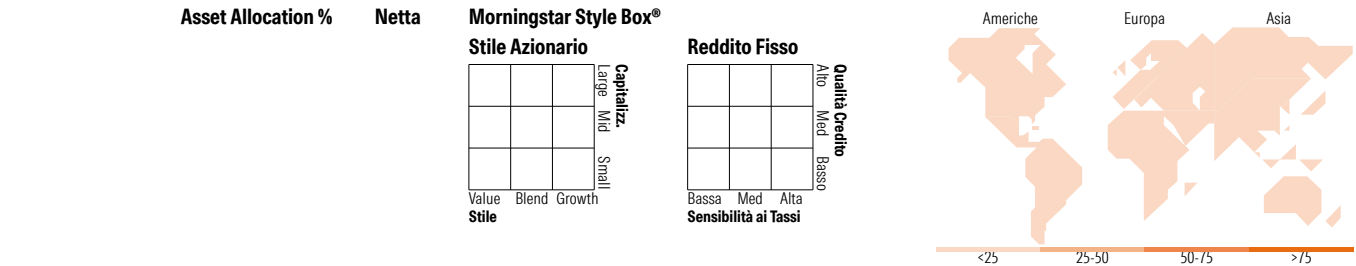 Asset Allocation % Netta
Morningstar Style Box®
Stile Azionario
Large Mid Small
Capitalizz.
Value Blend Growth
Stile
Reddito Fisso
Alto Med Basso
Qualità Credito
Bassa Med Alta
Sensibilità ai Tassi
Americhe Europa Asia
<25 25-50 50-75 >75